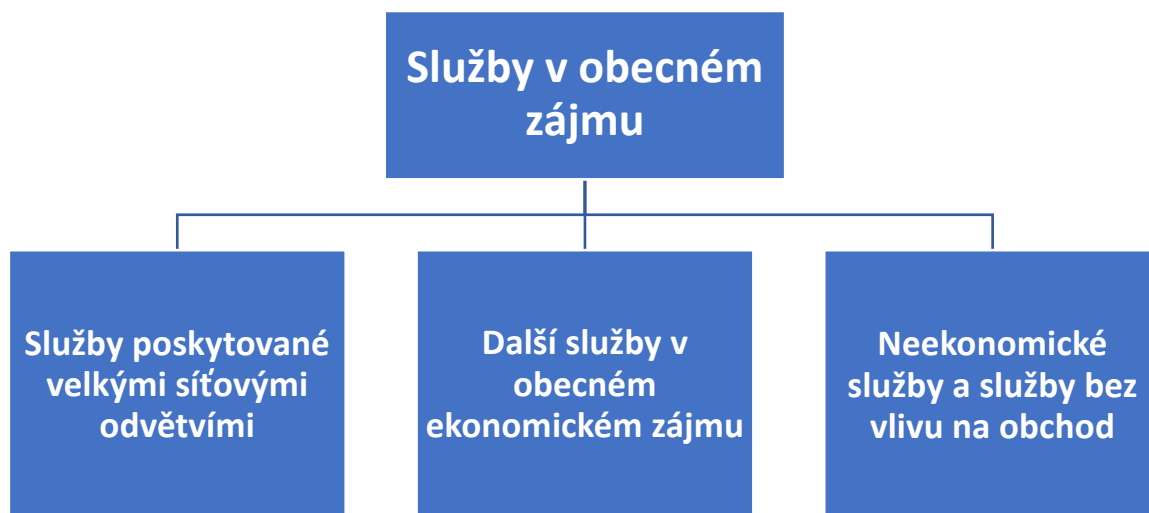 Služby v obecném
zájmu
Služby poskytované
velkými síťovými
odvětvími
Další služby v
obecném
ekonomickém zájmu
Neekonomické
služby a služby bez
vlivu na obchod